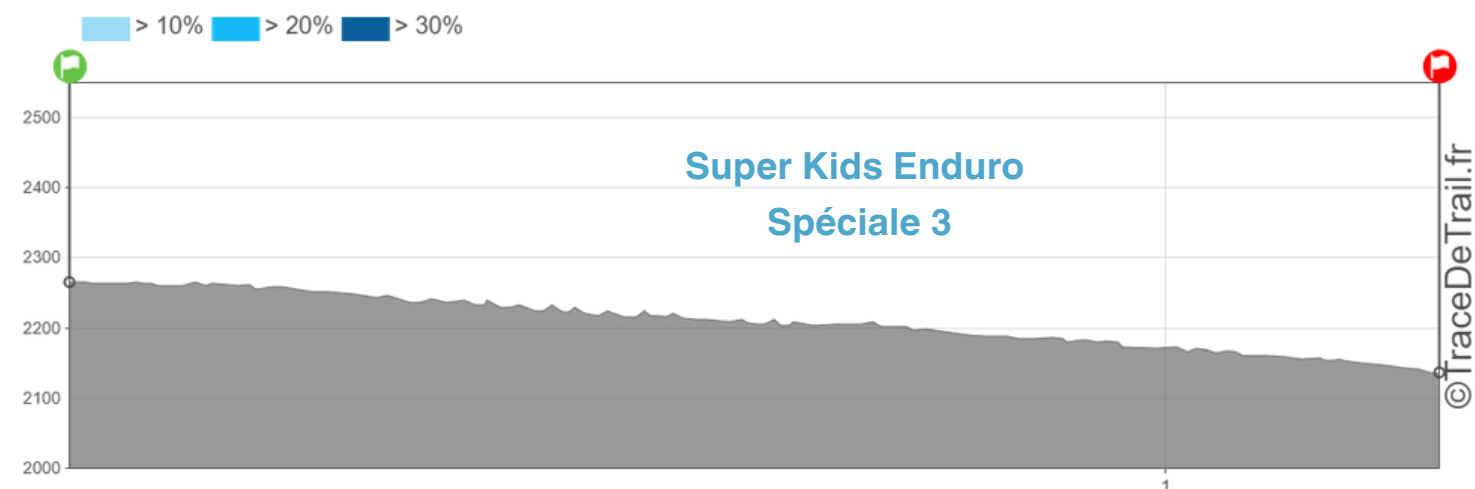 > 10% > 20% > 30%
2500
2400
2300
2200
2100
2000
Super Kids Enduro
Spéciale 3
1
©TraceDeTrail.fr